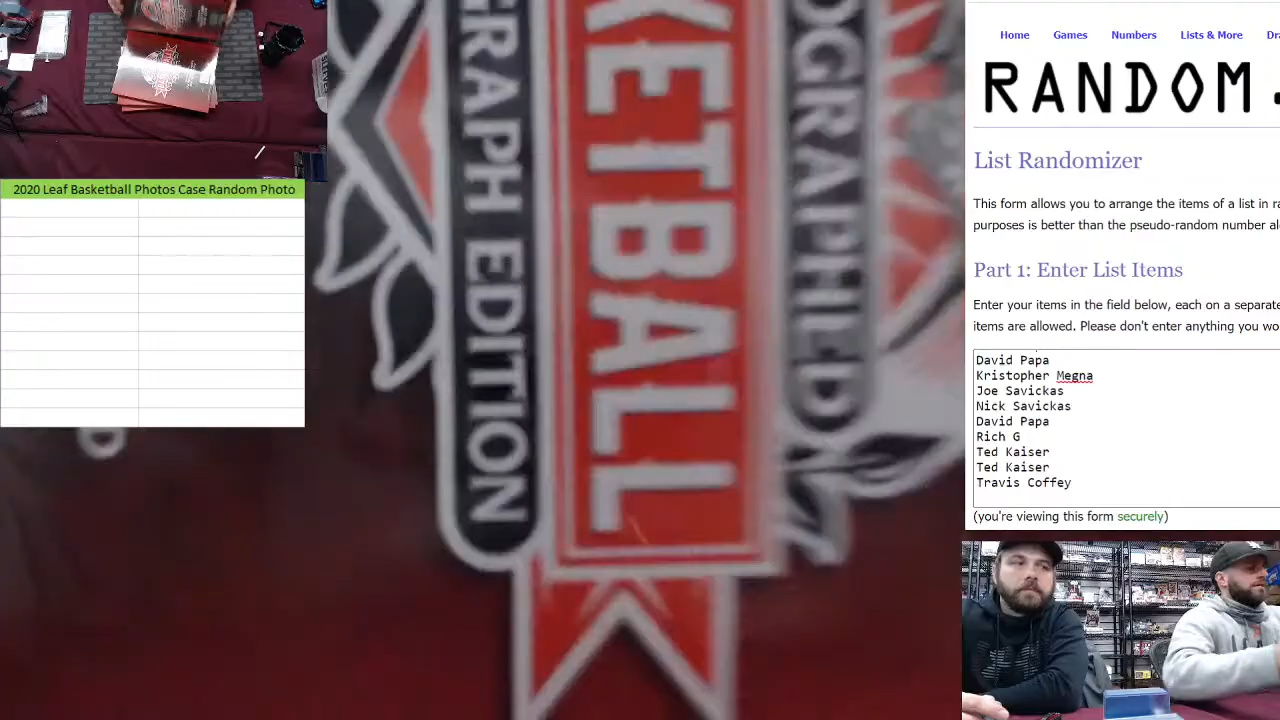 2020 Leaf Basketball Photos Case Random Photo
GRAPH EDITION
KETBALL
OGRAPHED
Home Games Numbers Lists & More Dr
RANDOM.
List Randomizer
This form allows you to arrange the items of a list in ra
purposes is better than the pseudo-random number al
Part 1: Enter List Items
Enter your items in the field below, each on a separate
items are allowed. Please don't enter anything you wo
David Papa
Kristopher Megna
Joe Savickas
Nick Savickas
David Papa
Rich G
Ted Kaiser
Ted Kaiser
Travis Coffey
(you're viewing this form securely)